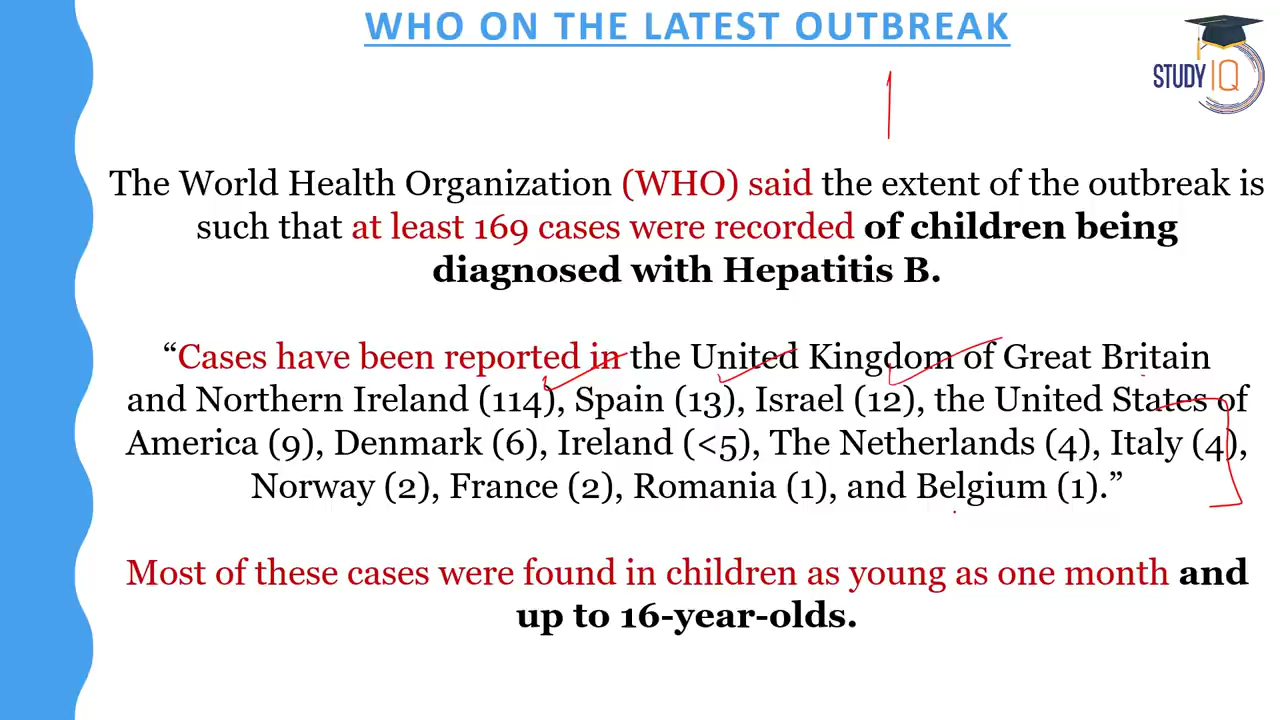 WHO ON THE LATEST OUTBREAK
STUDY IQ
The World Health Organization (WHO) said the extent of the outbreak is
such that at least 169 cases were recorded of children being
diagnosed with Hepatitis B.
“Cases have been reported in the United Kingdom of Great Britain
and Northern Ireland (114), Spain (13), Israel (12), the United States of
America (9), Denmark (6), Ireland (<5), The Netherlands (4), Italy (4),
Norway (2), France (2), Romania (1), and Belgium (1).”
Most of these cases were found in children as young as one month and
up to 16-year-olds.